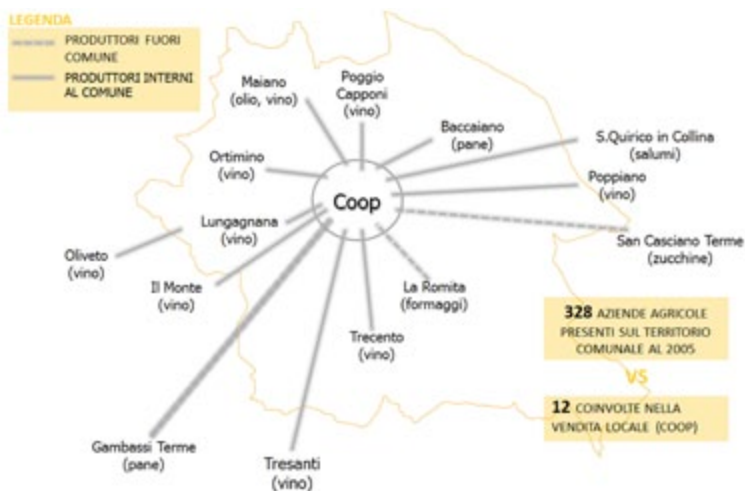 LEGENDA
PRODUTTORI FUORI
COMUNE
PRODUTTORI INTERNI
AL COMUNE
Maiano
(olio, vino)
Poggio
Capponi
(vino)
Baccaiano
(pane)
S.Quirico in Collina
(salumi)
Ortimino
(vino)
Poppiano
(vino)
Coop
Lungagnana
(vino)
Oliveto
(vino)
San Casciano Terme
(zucchine)
Il Monte
(vino)
La Romita
(formaggi)
Trecento
(vino)
328 AZIENDE AGRICOLE
PRESENTI SUL TERRITORIO
COMUNALE AL 2005
VS
12 COINVOLTE NELLA
VENDITA LOCALE (COOP)
Gambassi Terme
(pane)
Tresanti
(vino)